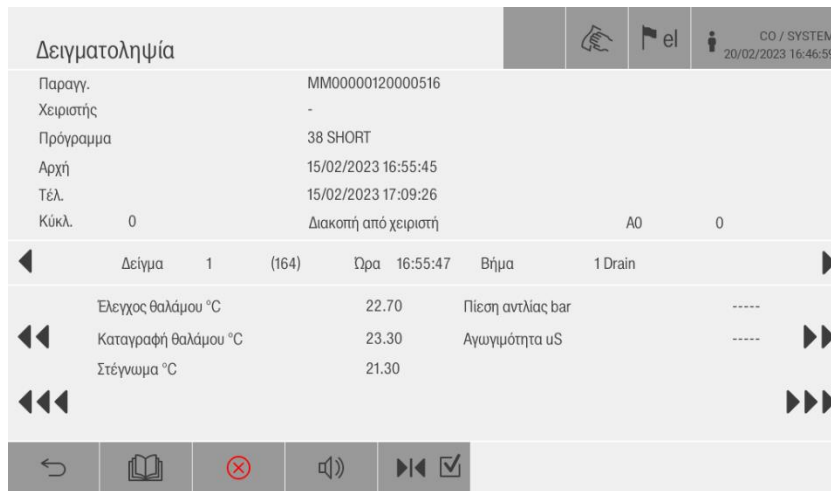 Δειγματοληψία
el
CO / SYSTEM
20/02/2023 16:46:59
Παραγγ. MM00000120000516
Χειριστής -
Πρόγραμμα 38 SHORT
Αρχή 15/02/2023 16:55:45
Τέλ. 15/02/2023 17:09:26
Κύκλ. 0 Διακοπή από χειριστή A0 0
Δείγμα 1 (164) Ώρα 16:55:47 Βήμα 1 Drain
Έλεγχος θαλάμου °C 22.70 Πίεση αντλίας bar -----
Καταγραφή θαλάμου °C 23.30 Αγωγιμότητα uS -----
Στέγνωμα °C 21.30